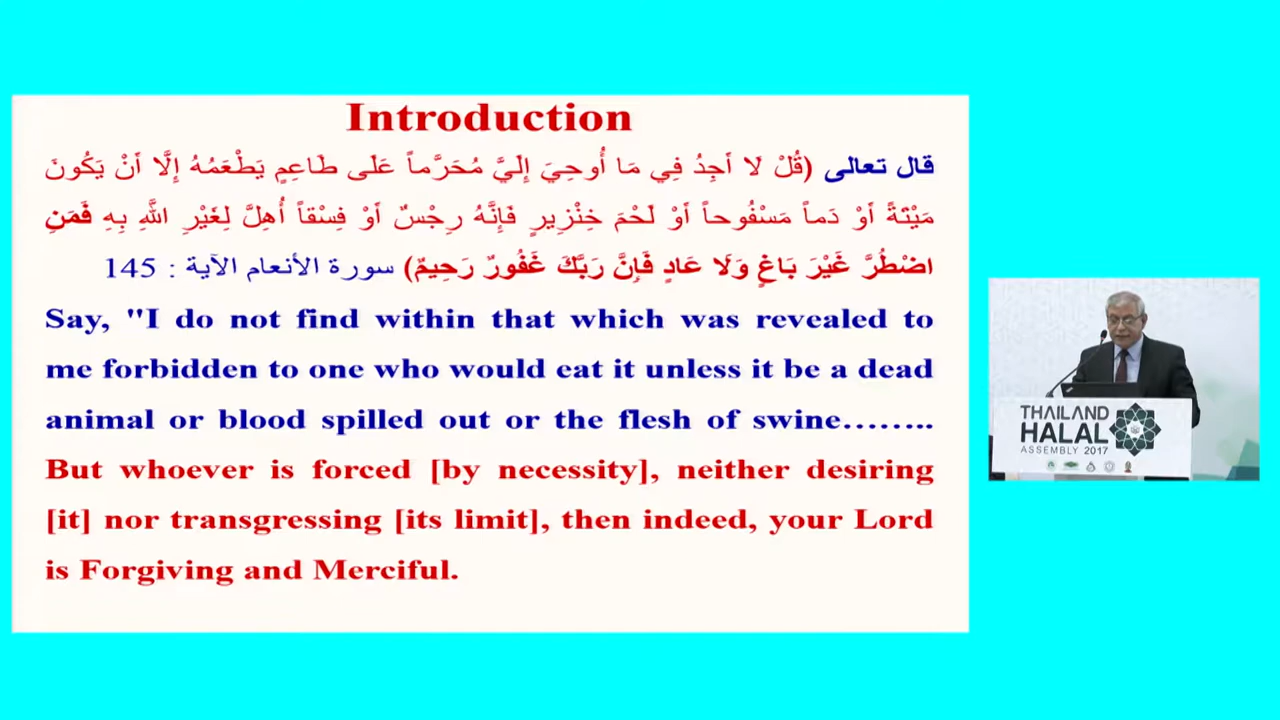 Introduction
قال تعالى (قُلْ لَا أَجِدُ فِي مَا أُوحِيَ إِلَيَّ مُحَرَّماً عَلَى طَاعِمٍ يَطْعَمُهُ إِلَّا أَنْ يَكُونَ
مَيْتَةً أَوْ دَماً مَسْفُوحاً أَوْ لَحْمَ خِنْزِيرٍ فَإِنَّهُ رِجْسٌ أَوْ فِسْقاً أُهِلَّ لِغَيْرِ اللَّهِ بِهِ فَمَنِ
اضْطُرَّ غَيْرَ بَاغٍ وَلَا عَادٍ فَإِنَّ رَبَّكَ غَفُورٌ رَحِيمٌ) سورة الأنعام الآية : 145
Say, "I do not find within that which was revealed to
me forbidden to one who would eat it unless it be a dead
animal or blood spilled out or the flesh of swine……..
But whoever is forced [by necessity], neither desiring
[it] nor transgressing [its limit], then indeed, your Lord
is Forgiving and Merciful.
THAILAND
HALAL
ASSEMBLY 2017